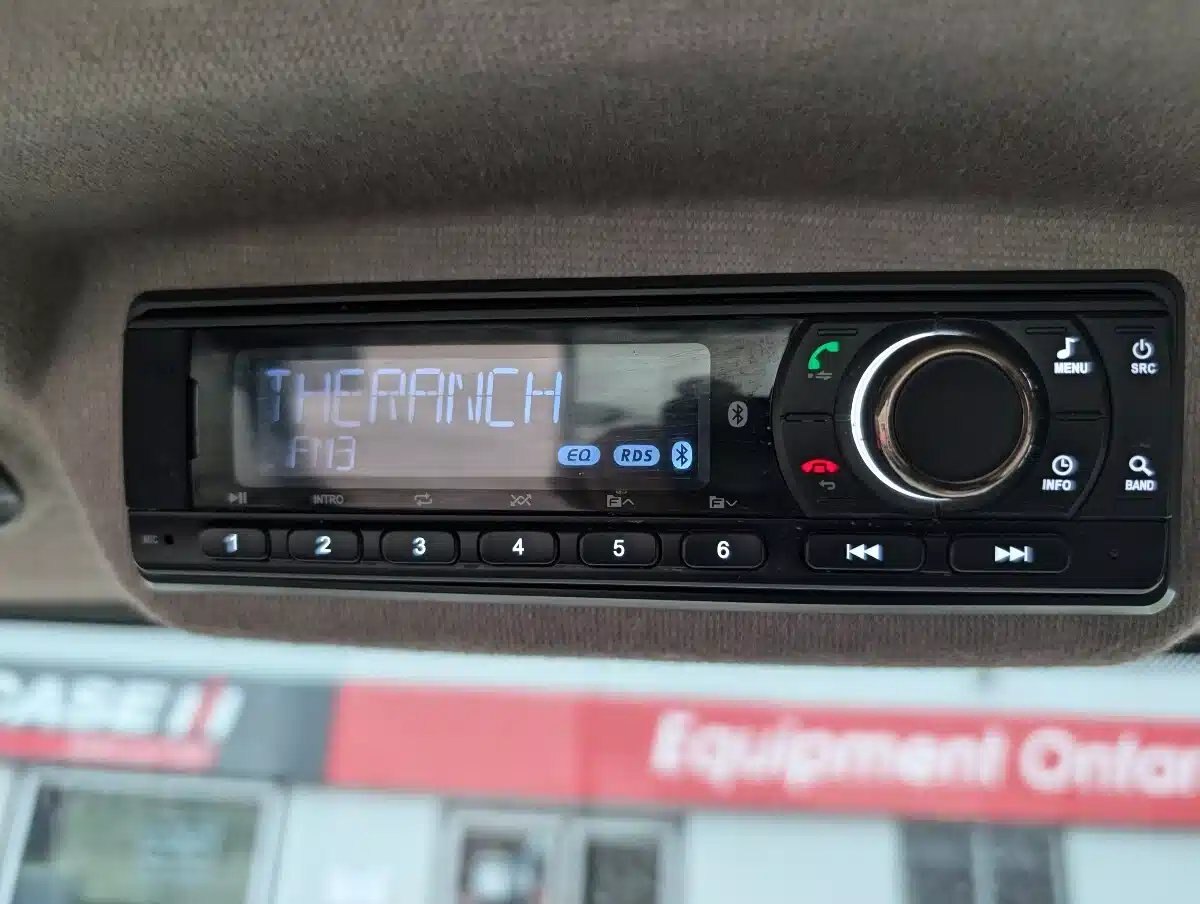 THERANCH
FM3
EQ RDS
INTRO
MENU
SRC
INFO
BAND
MIC
1 2 3 4 5 6
CASE IH
Equipment Ontar